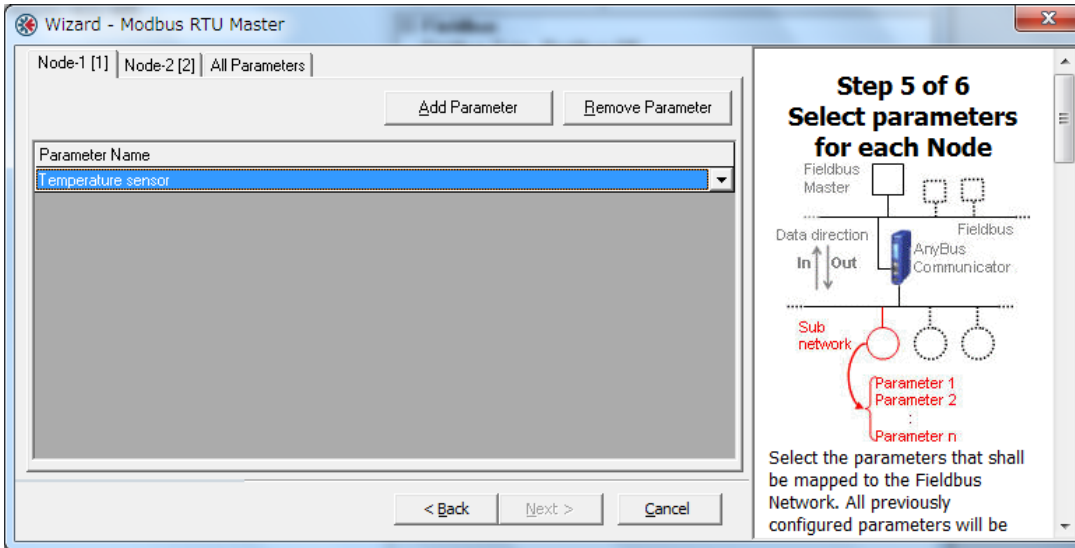 Wizard - Modbus RTU Master
Node-1 [1] Node-2 [2] All Parameters
Add Parameter Remove Parameter
Parameter Name
Temperature sensor
< Back Next > Cancel
Step 5 of 6
Select parameters
for each Node
Fieldbus
Master
Fieldbus
Data direction
In Out
AnyBus
Communicator
Sub
network
Parameter 1
Parameter 2
:
Parameter n
Select the parameters that shall
be mapped to the Fieldbus
Network. All previously
configured parameters will be